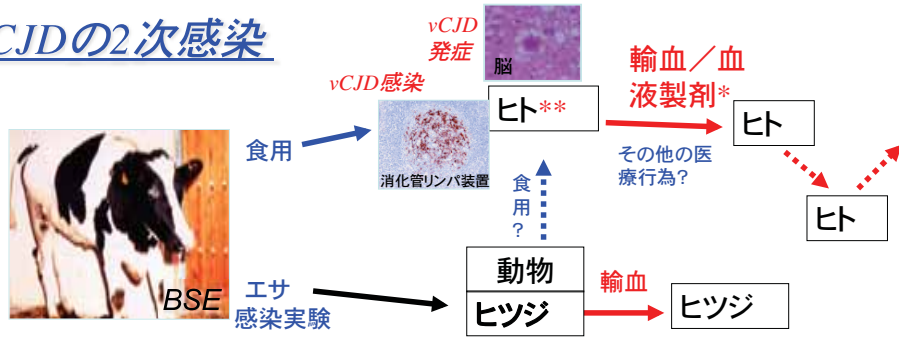 CJDの2次感染
vCJD
発症
脳
vCJD感染
消化管リンパ装置
ヒト**
輸血／血
液製剤*
ヒト
食用
その他の医
療行為?
食
用
?
ヒト
BSE
エサ
感染実験
動物
ヒツジ
輸血
ヒツジ